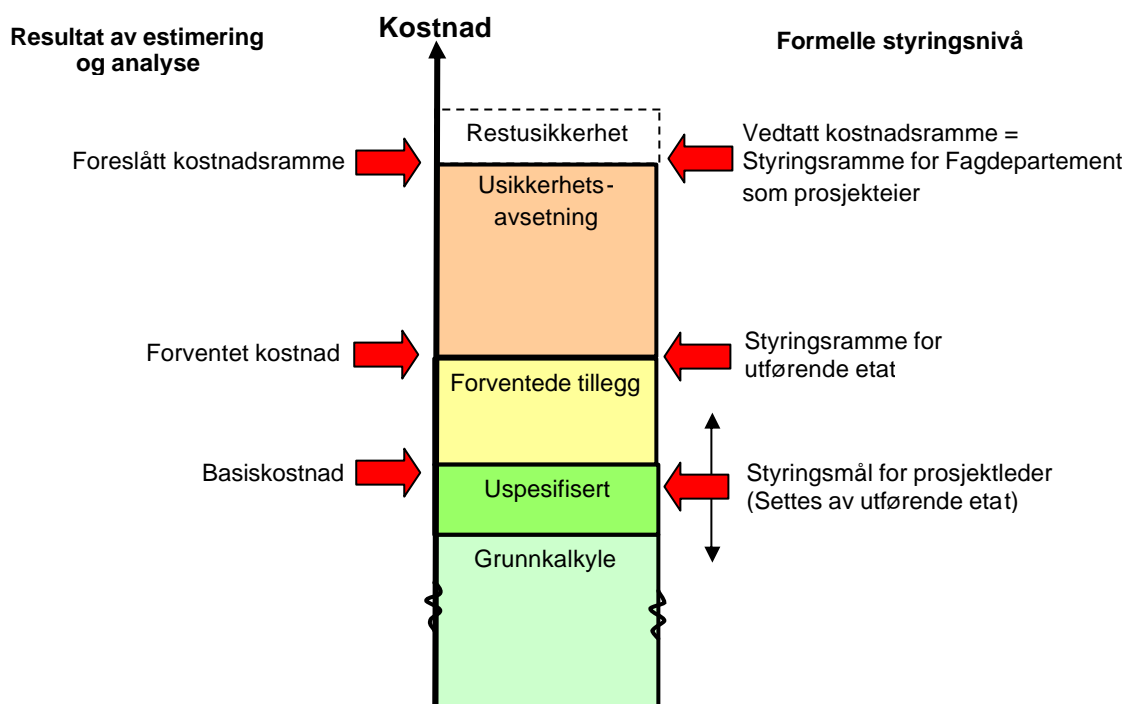 Resultat av estimering
og analyse
Kostnad
Formelle styringsnivå
Restusikkerhet
Foreslått kostnadsramme
Vedtatt kostnadsramme =
Styringsramme for Fagdepartement
som prosjekteier
Usikkerhets-
avsetning
Forventet kostnad
Styringsramme for
utførende etat
Forventede tillegg
Basiskostnad
Styringsmål for prosjektleder
(Settes av utførende etat)
Uspesifisert
Grunnkalkyle